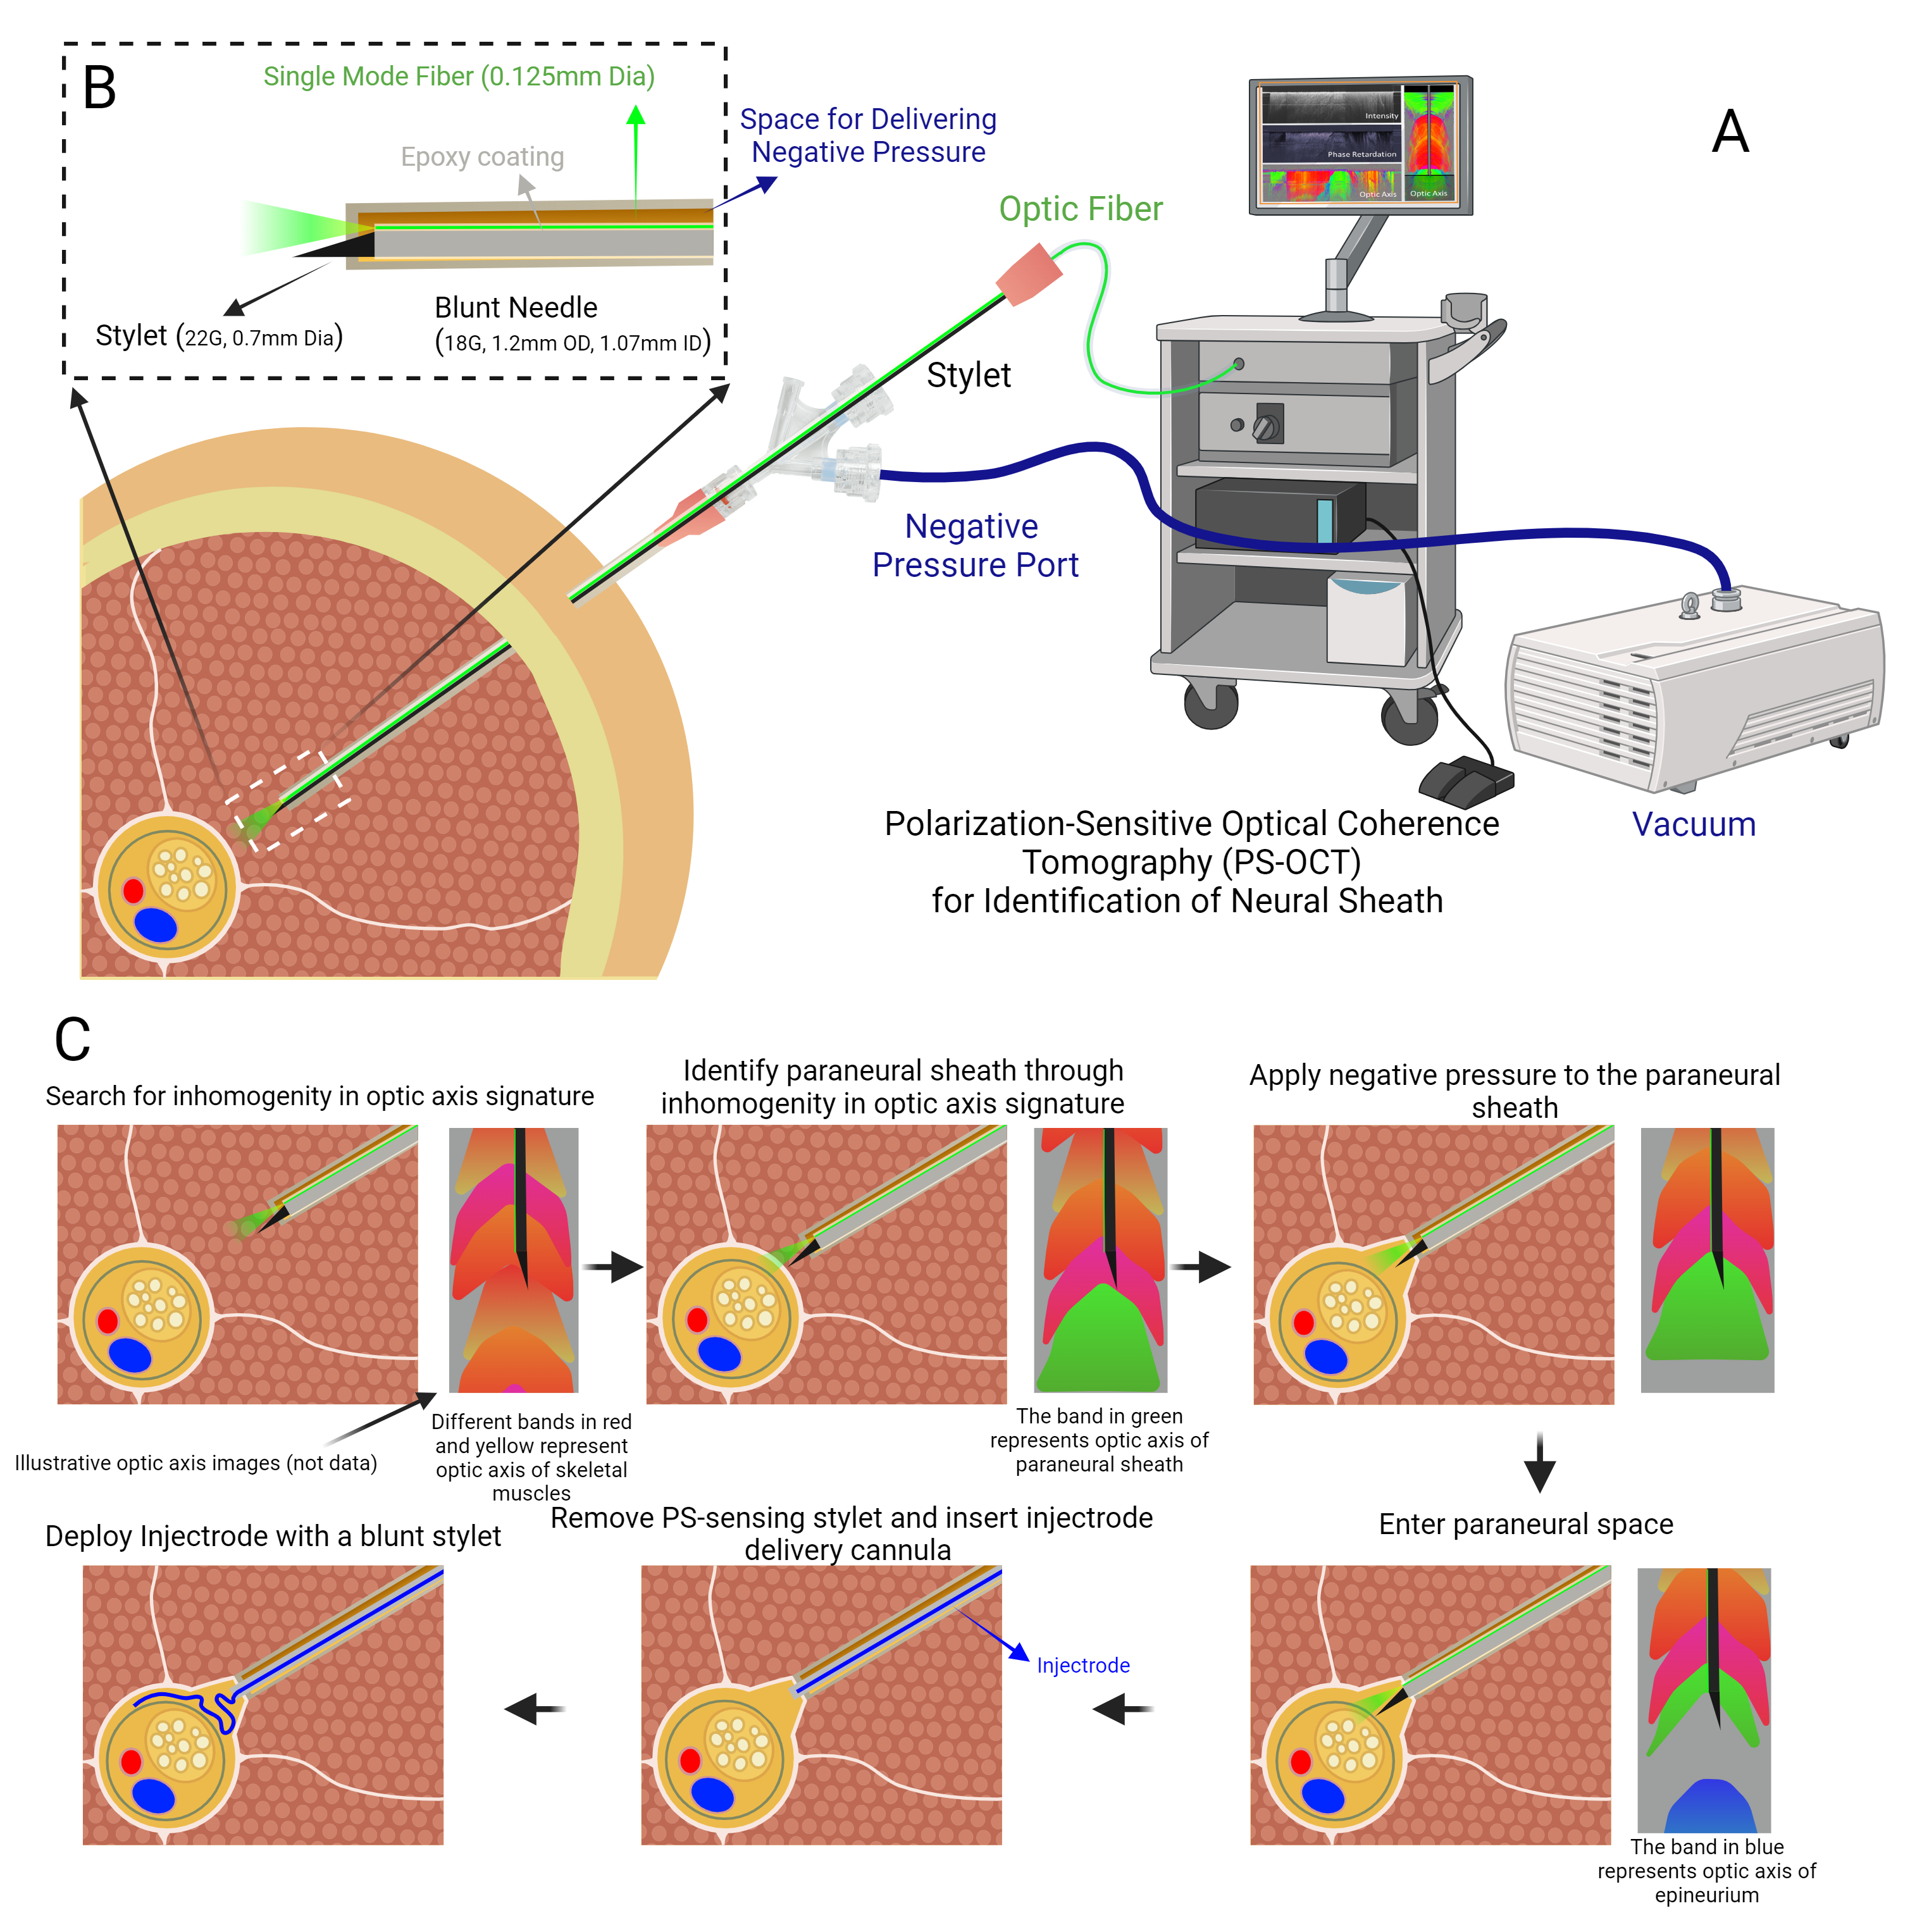 B
Single Mode Fiber (0.125mm Dia)
Epoxy coating
Space for Delivering
Negative Pressure
Stylet (22G, 0.7mm Dia)
Blunt Needle
(18G, 1.2mm OD, 1.07mm ID)
A
Intensity
Phase Retardation
Optic Axis
Optic Axis
Optic Fiber
Stylet
Negative
Pressure Port
Polarization-Sensitive Optical Coherence
Tomography (PS-OCT)
for Identification of Neural Sheath
Vacuum
C
Search for inhomogenity in optic axis signature
Identify paraneural sheath through
inhomogenity in optic axis signature
Apply negative pressure to the paraneural
sheath
Illustrative optic axis images (not data)
Different bands in red
and yellow represent
optic axis of skeletal
muscles
The band in green
represents optic axis of
paraneural sheath
Deploy Injectrode with a blunt stylet
Remove PS-sensing stylet and insert injectrode
delivery cannula
Injectrode
Enter paraneural space
The band in blue
represents optic axis of
epineurium